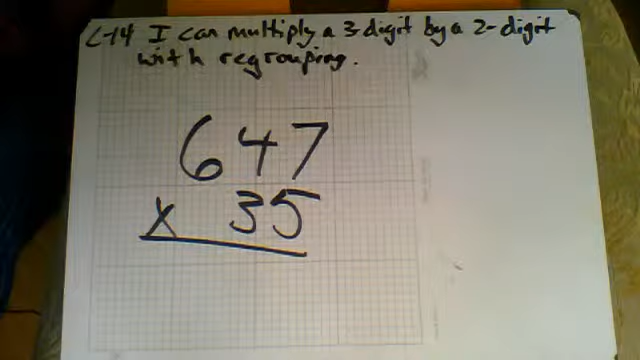 C-14 I can multiply a 3-digit by a 2-digit
with regrouping.
647
x 35